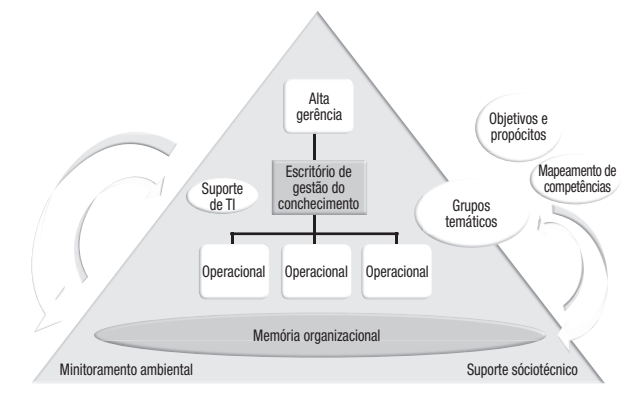 Alta
gerência
Objetivos e
propócitos
Mapeamento de
competências
Escritório de
gestão do
conchecimento
Suporte
de TI
Grupos
temáticos
Operacional
Operacional
Operacional
Memória organizacional
Minitoramento ambiental
Suporte sóciotécnico